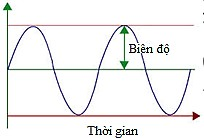 Biên độ
Thời gian